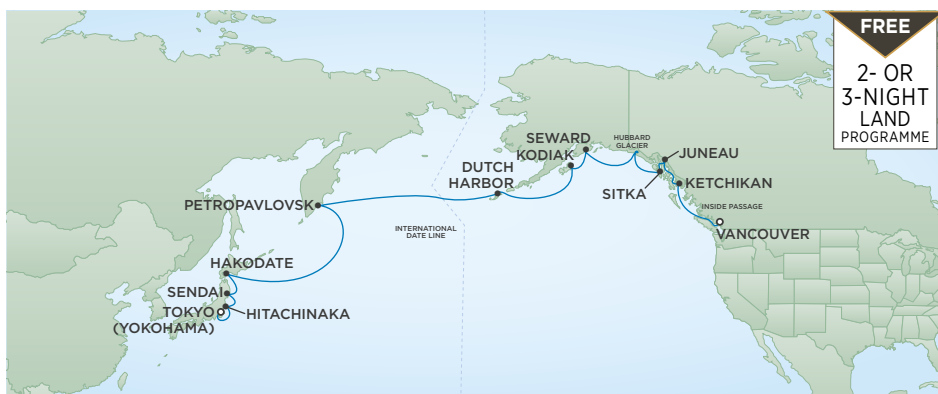 FREE
2- OR
3-NIGHT
LAND
PROGRAMME
SEWARD
KODIAK
HUBBARD
GLACIER
JUNEAU
DUTCH
HARBOR
SITKA
KETCHIKAN
PETROPAVLOVSK
INSIDE PASSAGE
INTERNATIONAL
DATE LINE
VANCOUVER
HAKODATE
SENDAI
TOKYO
(YOKOHAMA)
HITACHINAKA